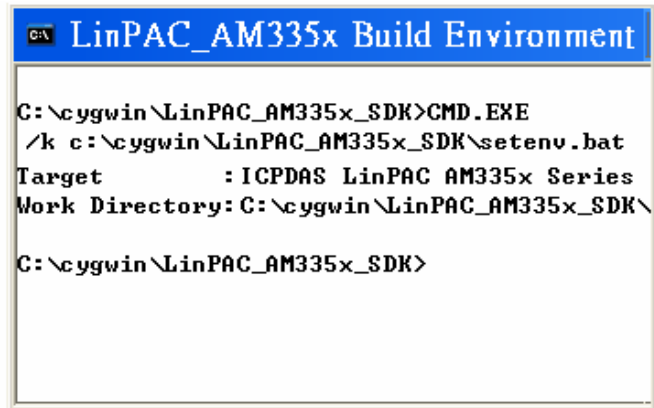 LinPAC_AM335x Build Environment
C:\cygwin\LinPAC_AM335x_SDK>CMD.EXE
/k c:\cygwin\LinPAC_AM335x_SDK\setenv.bat
Target :ICPDAS LinPAC AM335x Series
Work Directory:C:\cygwin\LinPAC_AM335x_SDK\
C:\cygwin\LinPAC_AM335x_SDK>